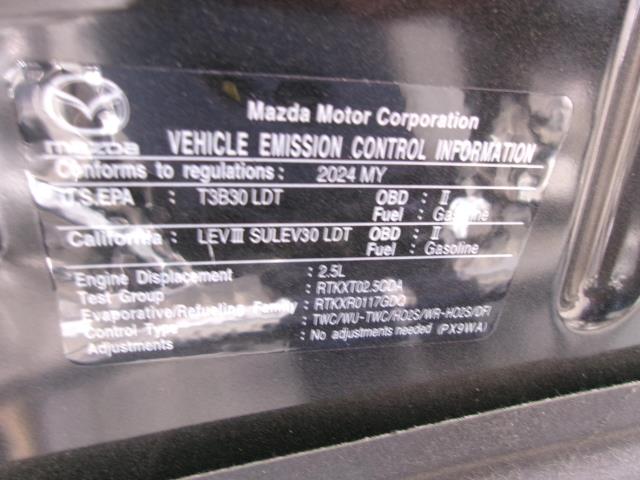 Mazda Motor Corporation
mazda VEHICLE EMISSION CONTROL INFORMATION
Conforms to regulations: 2024 MY
U.S.EPA : T3B30 LDT OBD : II
Fuel : Gasoline
California : LEVIII SULEV30 LDT OBD : II
Fuel : Gasoline
Engine Displacement : 2.5L
Test Group : RTKXT02.5CDA
Evaporative/Refueling Family : RTKXR0117GDQ
Control Type : TWC/WU-TWC/HO2S/WR-HO2S/DFI
Adjustments : No adjustments needed (PX9WA)